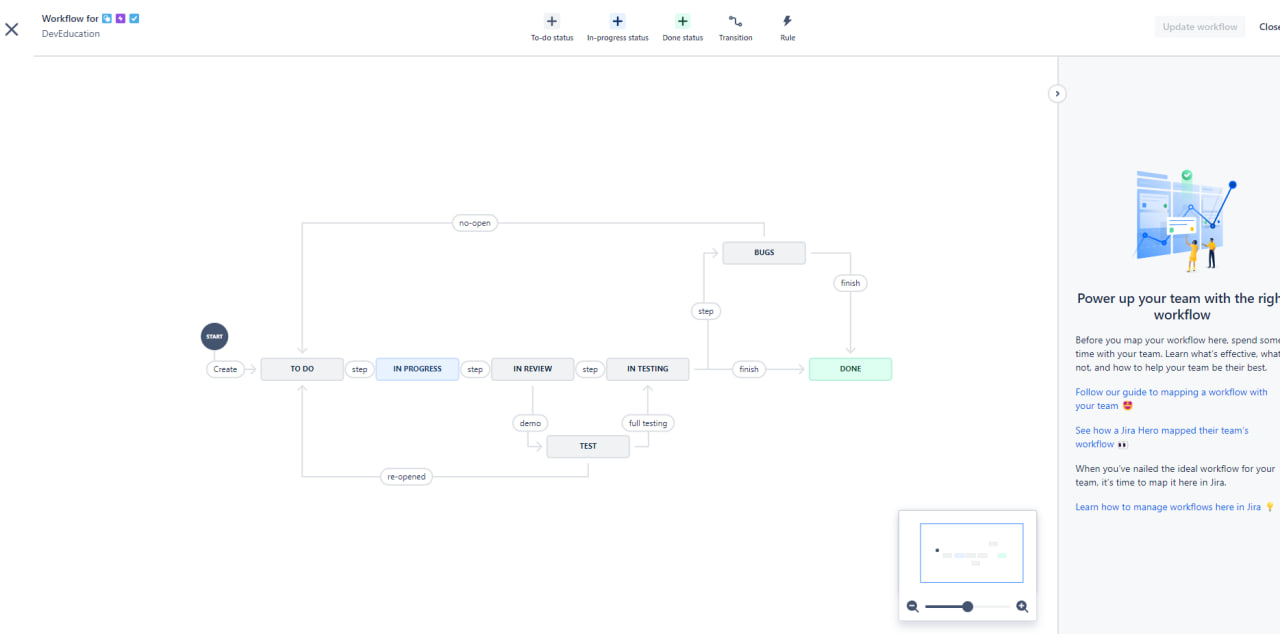 Workflow for
DevEducation
To-do status
In-progress status
Done status
Transition
Rule
Update workflow
no-open
BUGS
finish
step
START
Create
TO DO
step
IN PROGRESS
step
IN REVIEW
step
IN TESTING
finish
DONE
demo
full testing
TEST
re-opened
Power up your team with the
workflow
Before you map your workflow here, spend some
time with your team. Learn what's effective, what
not, and how to help your team be their best.
Follow our guide to mapping a workflow with
your team 🤩
See how a Jira Hero mapped their team's
workflow 👀
When you've nailed the ideal workflow for your
team, it's time to map it here in Jira.
Learn how to manage workflows here in Jira 💡